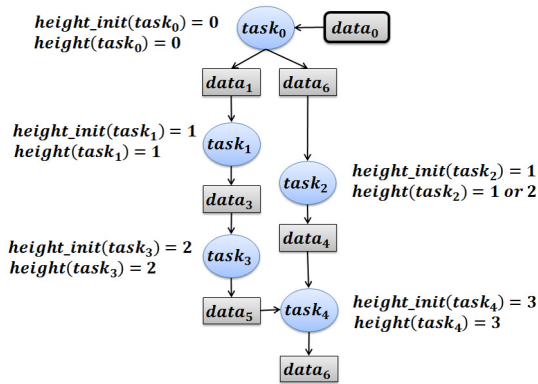 height_init(task₀) = 0
height(task₀) = 0
task₀
data₀
data₁
data₆
height_init(task₁) = 1
height(task₁) = 1
task₁
task₂
height_init(task₂) = 1
height(task₂) = 1 or 2
data₃
data₄
height_init(task₃) = 2
height(task₃) = 2
task₃
data₅
task₄
height_init(task₄) = 3
height(task₄) = 3
data₆